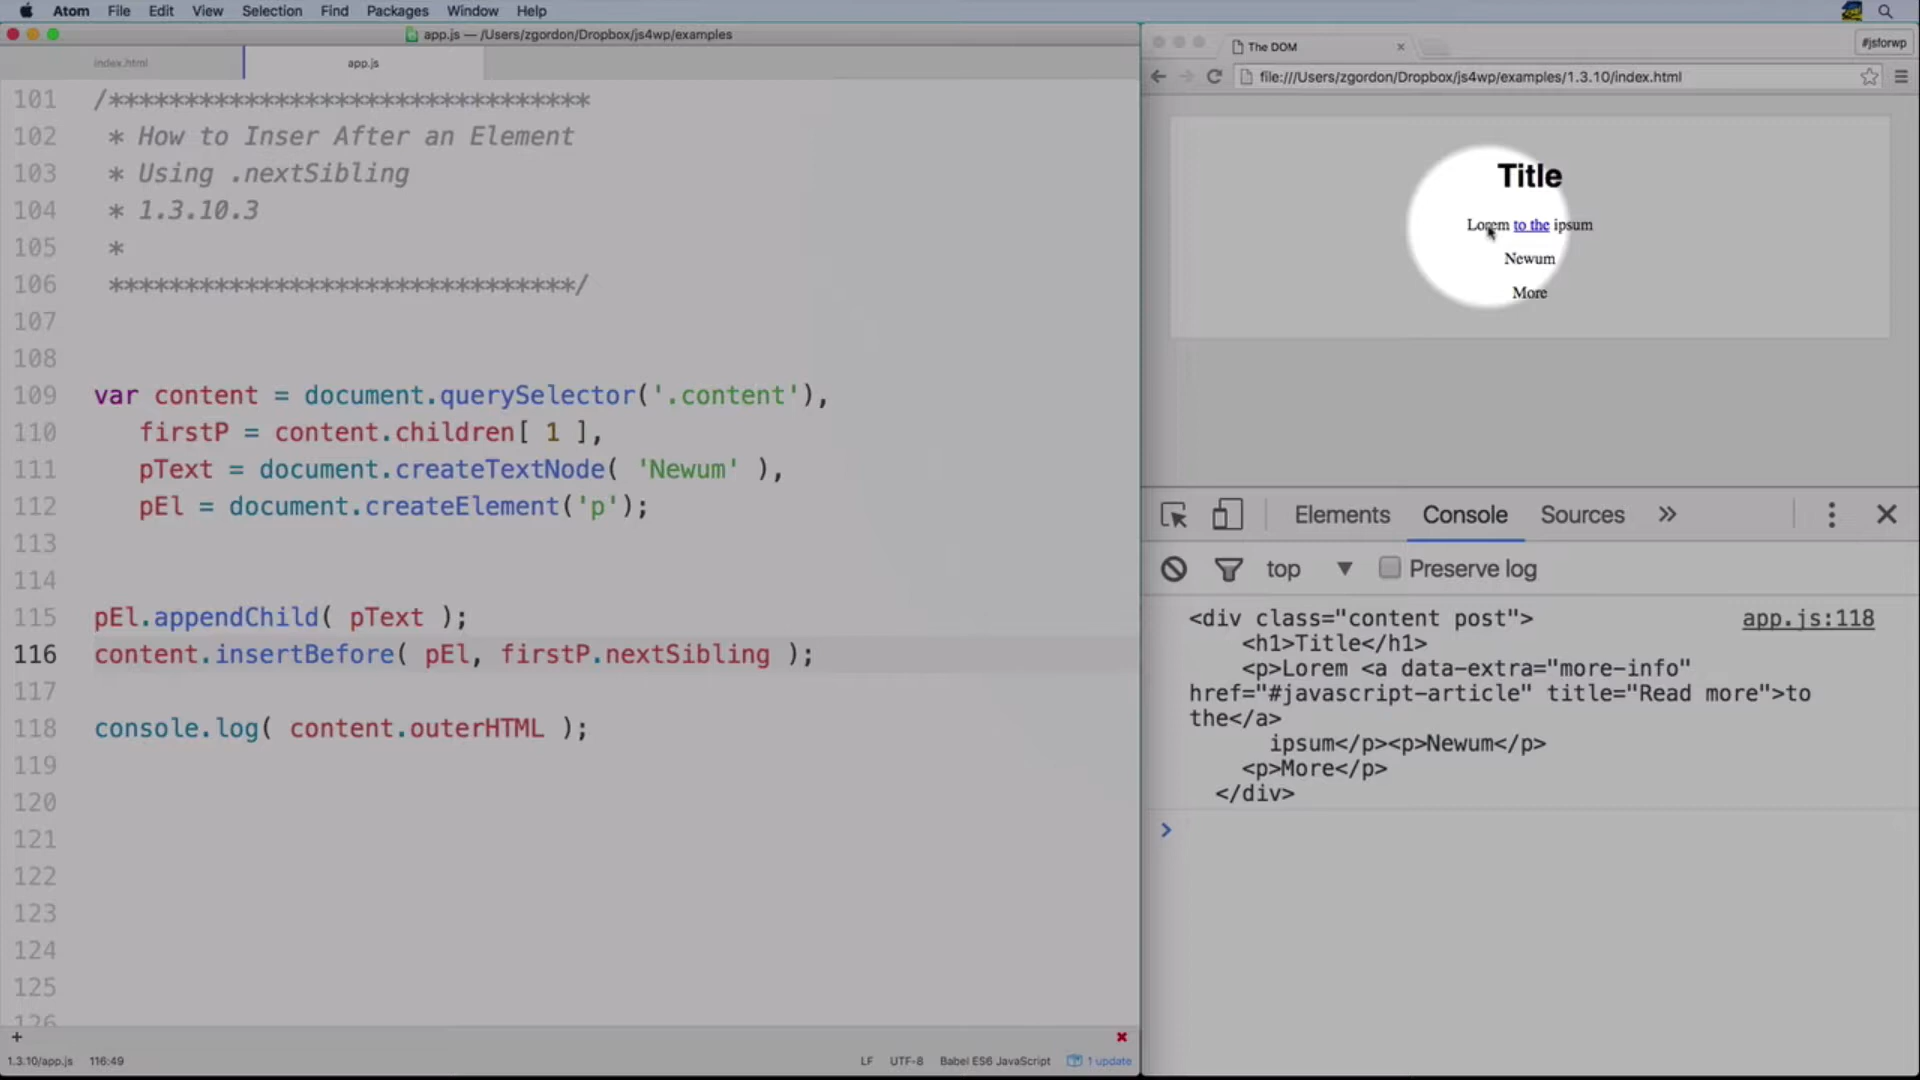 Atom File Edit View Selection Find Packages Window Help
app.js — /Users/zgordon/Dropbox/js4wp/examples
index.html
app.js
101 /********************************
102 * How to Inser After an Element
103 * Using .nextSibling
104 * 1.3.10.3
105 *
106 *******************************/
107
108
109 var content = document.querySelector('.content'),
110 firstP = content.children[ 1 ],
111 pText = document.createTextNode( 'Newum' ),
112 pEl = document.createElement('p');
113
114
115 pEl.appendChild( pText );
116 content.insertBefore( pEl, firstP.nextSibling );
117
118 console.log( content.outerHTML );
119
120
121
122
123
124
125
126
1.3.10/app.js 116:49 LF UTF-8 Babel ES6 JavaScript 1 update
The DOM
#jsforwp
file:///Users/zgordon/Dropbox/js4wp/examples/1.3.10/index.html
Title
Lorem to the ipsum
Newum
More
Elements Console Sources »
top Preserve log
<div class="content post"> app.js:118
<h1>Title</h1>
<p>Lorem <a data-extra="more-info"
href="#javascript-article" title="Read more">to
the</a>
ipsum</p><p>Newum</p>
<p>More</p>
</div>